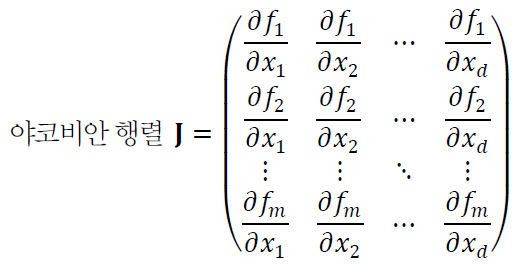 야코비안 행렬 𝐉 = 
∂f₁/∂x₁ ∂f₁/∂x₂ ⋯ ∂f₁/∂x_d
∂f₂/∂x₁ ∂f₂/∂x₂ ⋯ ∂f₂/∂x_d
⋮ ⋮ ⋱ ⋮
∂f_m/∂x₁ ∂f_m/∂x₂ ⋯ ∂f_m/∂x_d